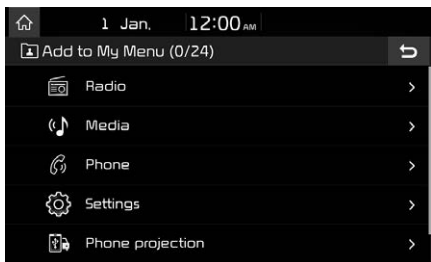 1 Jan. 12:00 AM
Add to My Menu (0/24)
Radio
Media
Phone
Settings
Phone projection